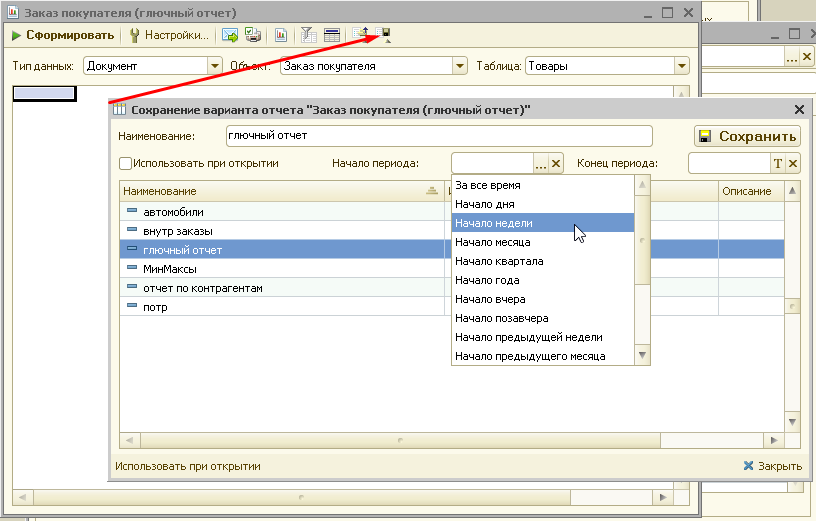 Заказ покупателя (глючный отчет)
Сформировать Настройки...
Тип данных: Документ Объект: Заказ покупателя Таблица: Товары
Сохранение варианта отчета "Заказ покупателя (глючный отчет)"
Наименование: глючный отчет Сохранить
Использовать при открытии Начало периода: ... Конец периода: T
Наименование Описание
За все время
Начало дня
Начало недели
Начало месяца
Начало квартала
Начало года
Начало вчера
Начало позавчера
Начало предыдущей недели
Начало предыдущего месяца
автомобили
внутр заказы
глючный отчет
МинМаксы
отчет по контрагентам
потр
Использовать при открытии Закрыть